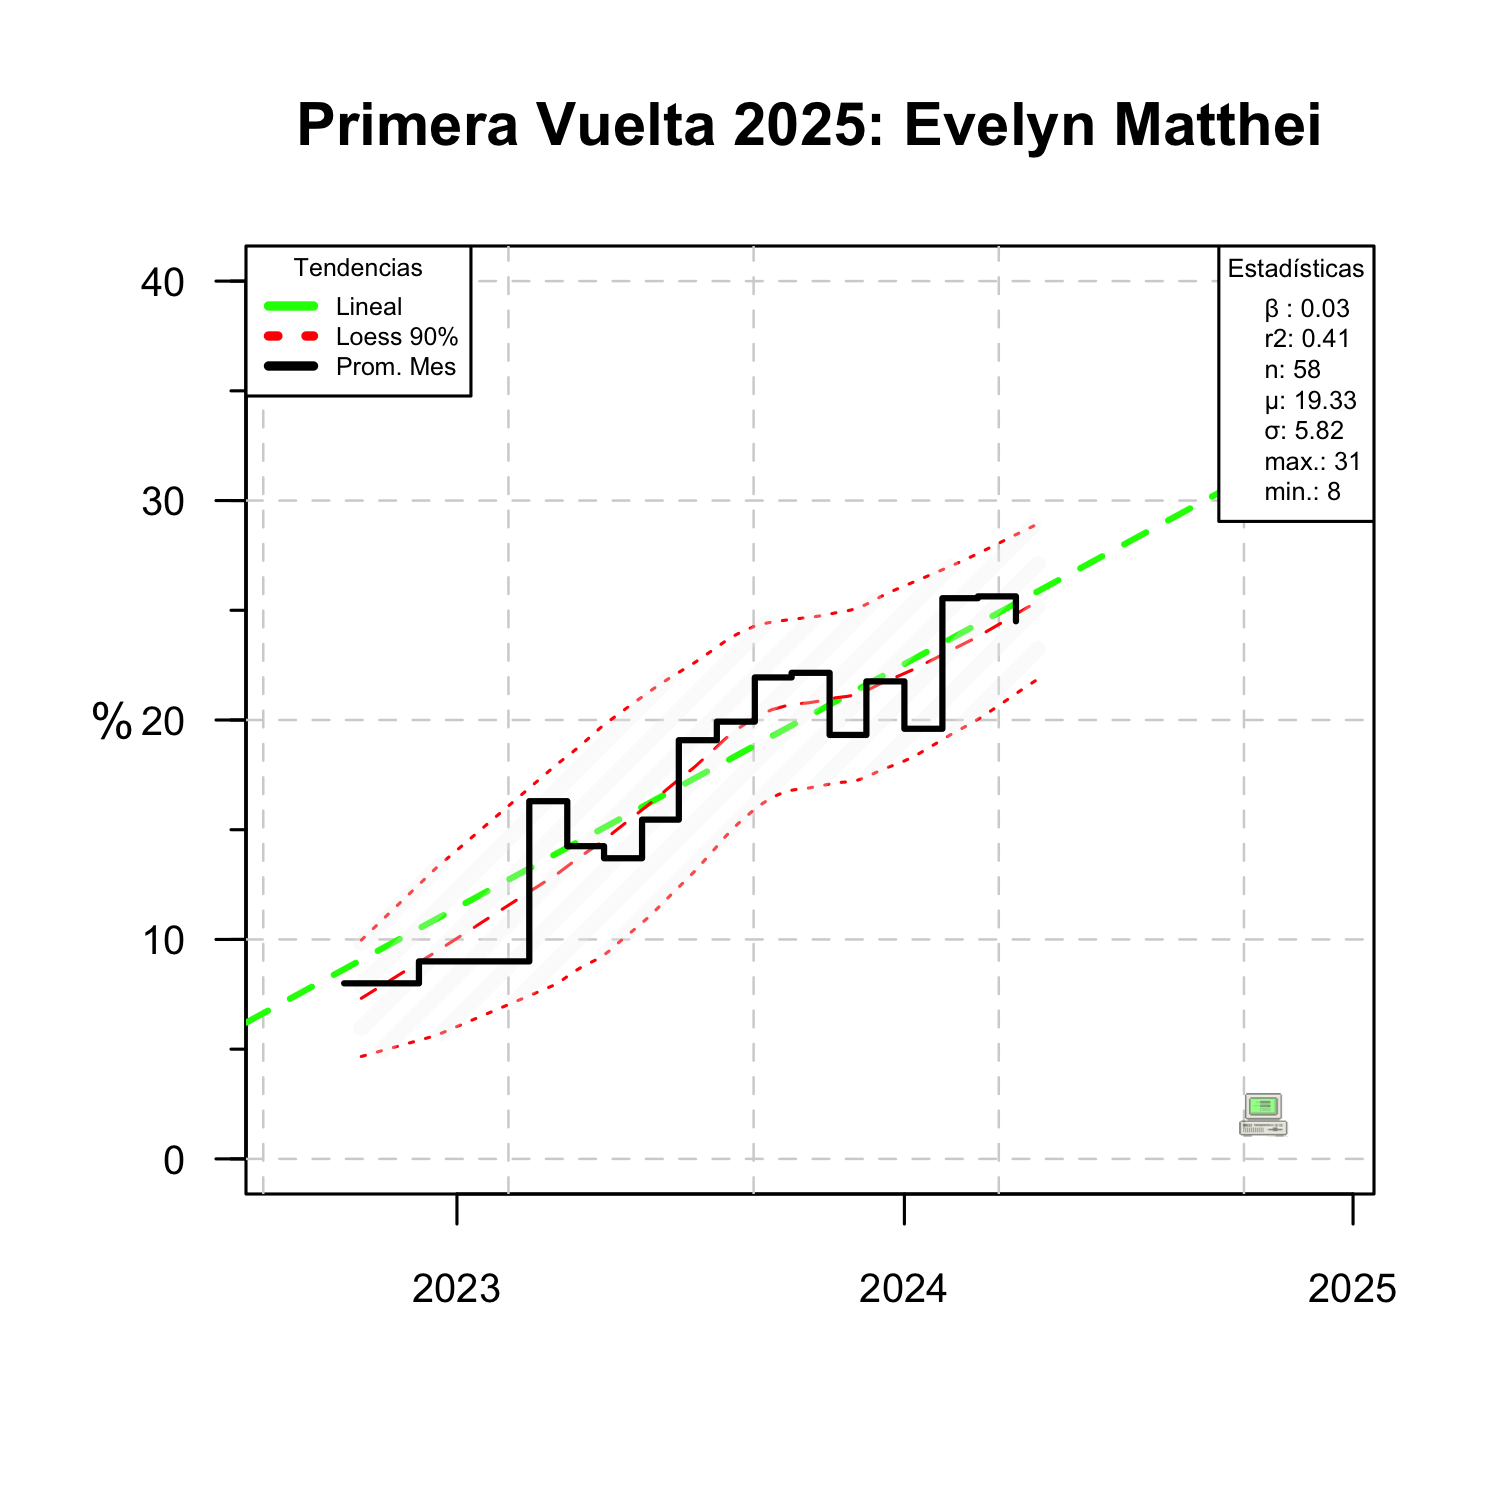 Primera Vuelta 2025: Evelyn Matthei
Tendencias
Lineal
Loess 90%
Prom. Mes
Estadísticas
β : 0.03
r2: 0.41
n: 58
μ: 19.33
σ: 5.82
max.: 31
min.: 8
40
30
% 20
10
0
2023 2024 2025